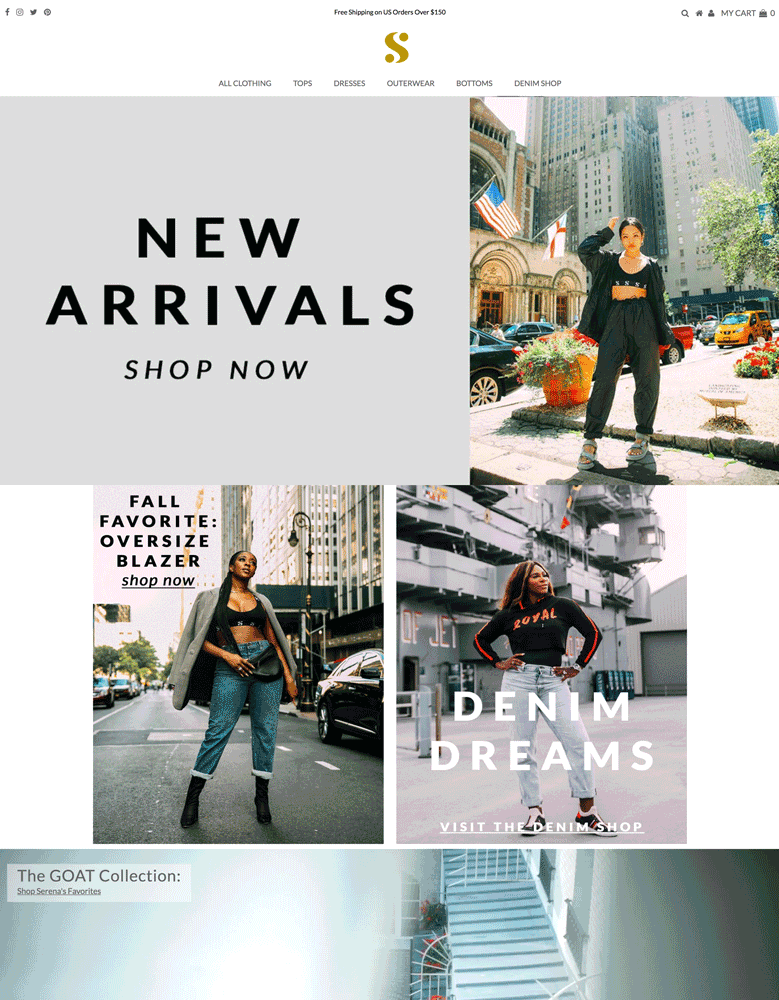 Free Shipping on US Orders Over $150
MY CART 0
S
ALL CLOTHING TOPS DRESSES OUTERWEAR BOTTOMS DENIM SHOP
NEW
ARRIVALS
SHOP NOW
FALL
FAVORITE:
OVERSIZE
BLAZER
shop now
OF JET
ROYAL
DENIM
DREAMS
VISIT THE DENIM SHOP
The GOAT Collection:
Shop Serena's Favorites